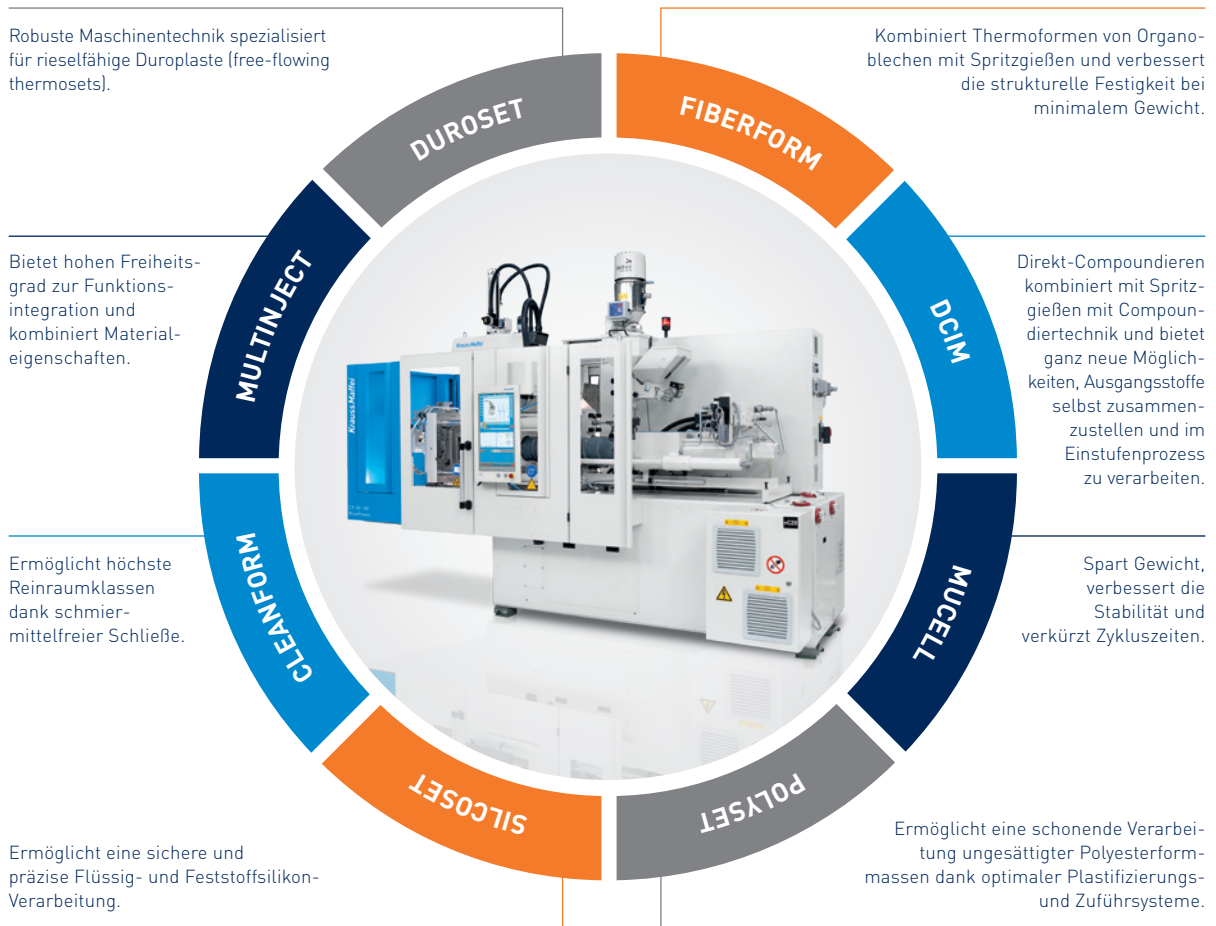 Robuste Maschinentechnik spezialisiert
für rieselfähige Duroplaste (free-flowing
thermosets).
Kombiniert Thermoformen von Organo-
blechen mit Spritzgießen und verbessert
die strukturelle Festigkeit bei
minimalem Gewicht.
DUROSET
FIBERFORM
MULTINJECT
DCIM
Bietet hohen Freiheits-
grad zur Funktions-
integration und
kombiniert Material-
eigenschaften.
Direkt-Compoundieren
kombiniert mit Spritz-
gießen mit Compoun-
diertechnik und bietet
ganz neue Möglich-
keiten, Ausgangsstoffe
selbst zusammen-
zustellen und im
Einstufenprozess
zu verarbeiten.
Krauss Maffei
KraussMaffei
CLEANFORM
MUCELL
Ermöglicht höchste
Reinraumklassen
dank schmier-
mittelfreier Schließe.
Spart Gewicht,
verbessert die
Stabilität und
verkürzt Zykluszeiten.
SILCOSET
POLYSET
Ermöglicht eine sichere und
präzise Flüssig- und Feststoffsilikon-
Verarbeitung.
Ermöglicht eine schonende Verarbei-
tung ungesättigter Polyesterform-
massen dank optimaler Plastifizierungs-
und Zuführsysteme.